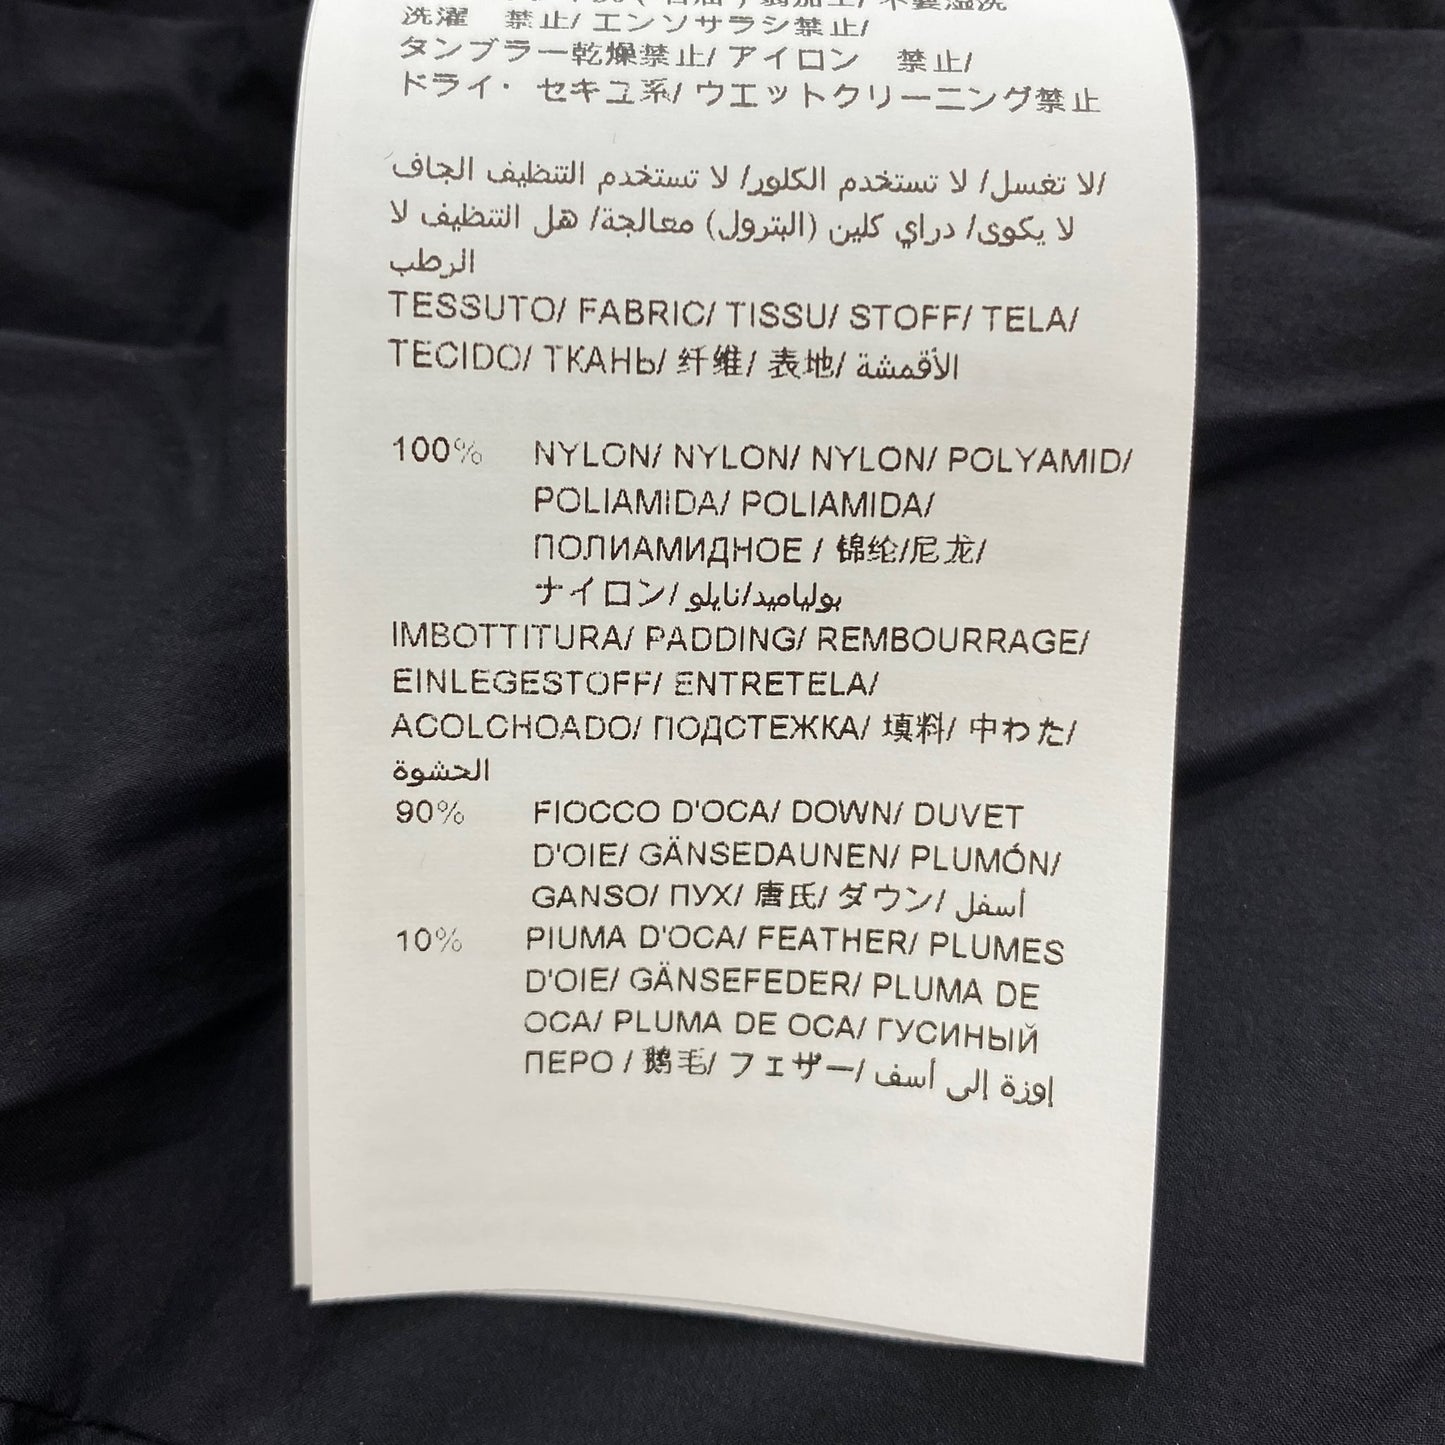 洗濯　禁止/ エンソサラシ禁止/
タンブラー乾燥禁止/ アイロン　禁止/
ドライ・ セキユ系/ ウエットクリーニング禁止
لا تغسل/ لا تستخدم الكلور/ لا تستخدم التنظيف الجاف/
لا يكوى/ دراي كلين (البترول) معالجة/ هل التنظيف لا
الرطب
TESSUTO/ FABRIC/ TISSU/ STOFF/ TELA/
TECIDO/ ТКАНЬ/ 纤维/ 表地/ الأقمشة
100% NYLON/ NYLON/ NYLON/ POLYAMID/
POLIAMIDA/ POLIAMIDA/
ПОЛИАМИДНОЕ / 锦纶/尼龙/
ナイロン/ بولياميد/نايلو
IMBOTTITURA/ PADDING/ REMBOURRAGE/
EINLEGESTOFF/ ENTRETELA/
ACOLCHOADO/ ПОДСТЕЖКА/ 填料/ 中わた/
الحشوة
90% FIOCCO D'OCA/ DOWN/ DUVET
D'OIE/ GÄNSEDAUNEN/ PLUMÓN/
GANSO/ ПУХ/ 唐氏/ ダウン/ أسفل
10% PIUMA D'OCA/ FEATHER/ PLUMES
D'OIE/ GÄNSEFEDER/ PLUMA DE
OCA/ PLUMA DE OCA/ ГУСИНЫЙ
ПЕРО / 鹅毛/ フェザー/ إوزة إلى أسف